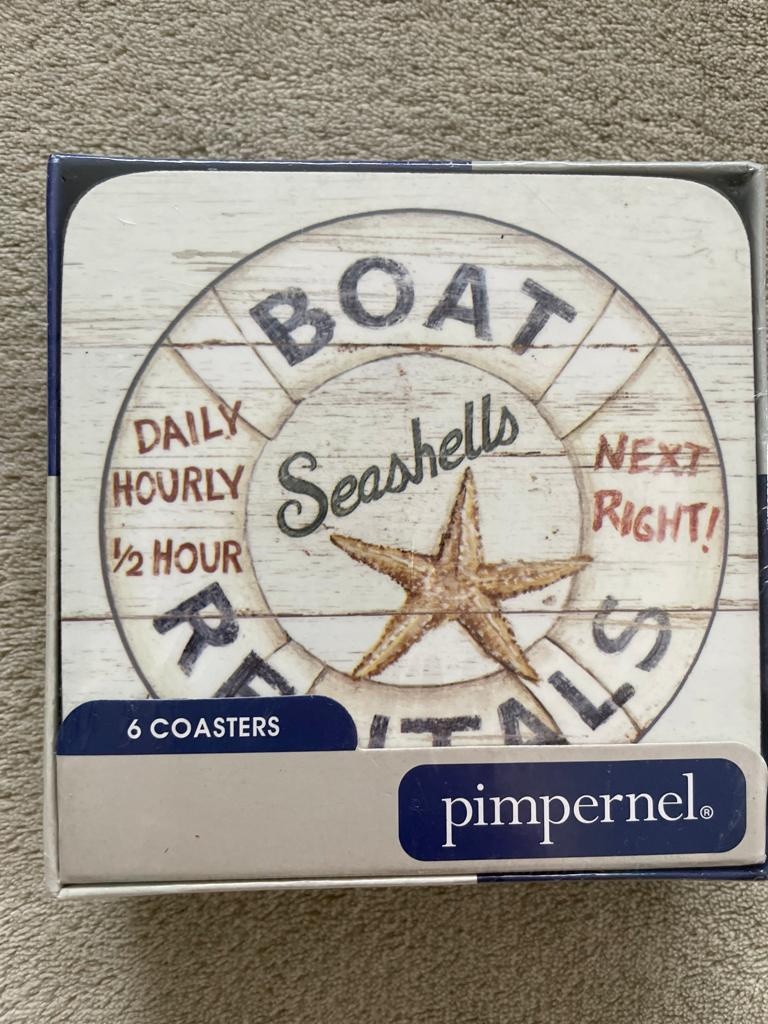 BOAT
Seashells
DAILY
HOURLY
½ HOUR
NEXT
RIGHT!
RENTALS
6 COASTERS
pimpernel®